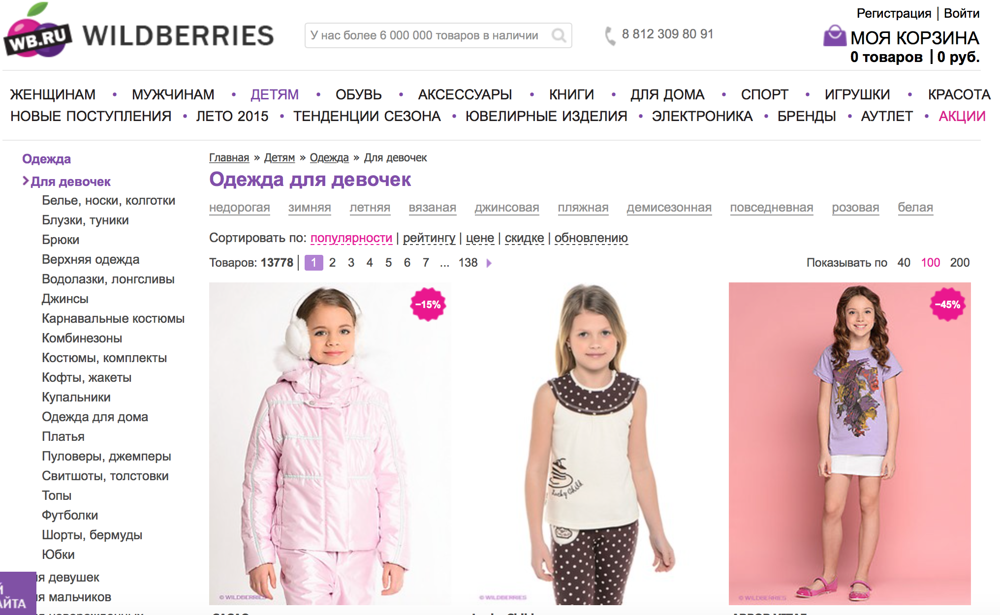 WB.RU WILDBERRIES
У нас более 6 000 000 товаров в наличии
8 812 309 80 91
Регистрация | Войти
МОЯ КОРЗИНА
0 товаров | 0 руб.
ЖЕНЩИНАМ • МУЖЧИНАМ • ДЕТЯМ • ОБУВЬ • АКСЕССУАРЫ • КНИГИ • ДЛЯ ДОМА • СПОРТ • ИГРУШКИ • КРАСОТА
НОВЫЕ ПОСТУПЛЕНИЯ • ЛЕТО 2015 • ТЕНДЕНЦИИ СЕЗОНА • ЮВЕЛИРНЫЕ ИЗДЕЛИЯ • ЭЛЕКТРОНИКА • БРЕНДЫ • АУТЛЕТ • АКЦИИ
Одежда
Для девочек
Белье, носки, колготки
Блузки, туники
Брюки
Верхняя одежда
Водолазки, лонгсливы
Джинсы
Карнавальные костюмы
Комбинезоны
Костюмы, комплекты
Кофты, жакеты
Купальники
Одежда для дома
Платья
Пуловеры, джемперы
Свитшоты, толстовки
Топы
Футболки
Шорты, бермуды
Юбки
я девушек
я мальчиков
Й
АЙТА
Главная » Детям » Одежда » Для девочек
Одежда для девочек
недорогая зимняя летняя вязаная джинсовая пляжная демисезонная повседневная розовая белая
Сортировать по: популярности | рейтингу | цене | скидке | обновлению
Товаров: 13778 | 1 2 3 4 5 6 7 ... 138
Показывать по 40 100 200
−15%
−45%
Lucky Child
© WILDBERRIES
© WILDBERRIES
© WILDBERRIES